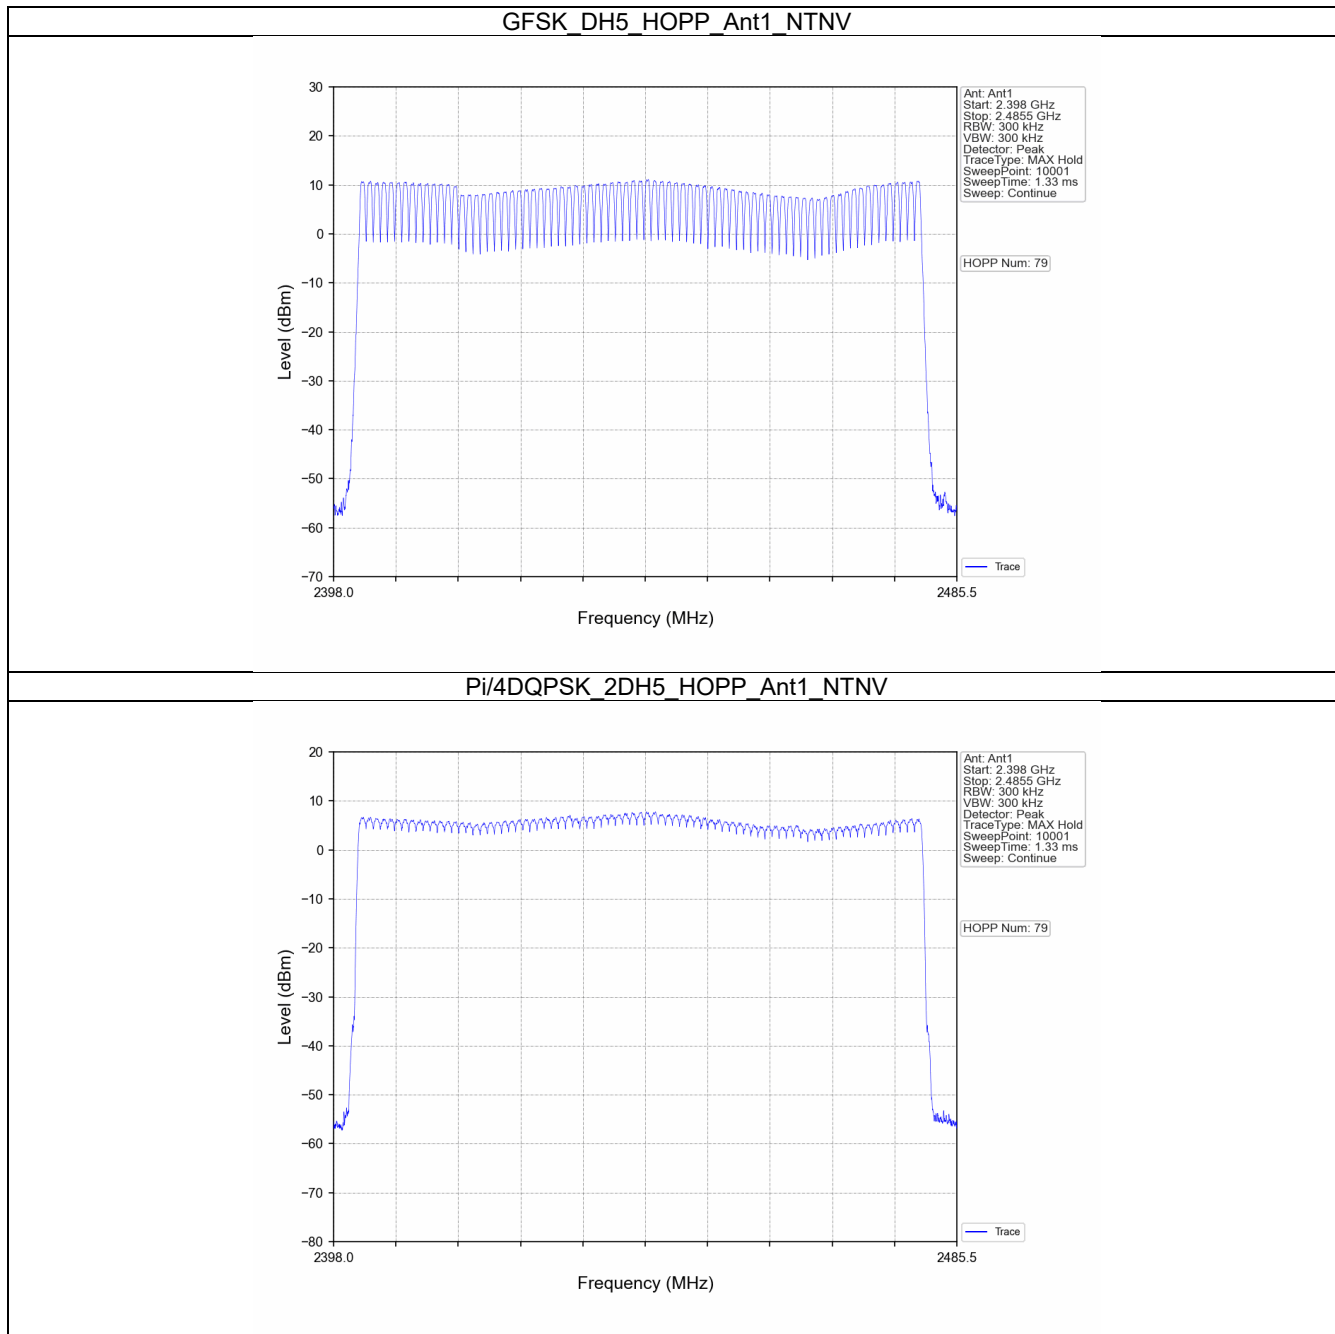 GFSK_DH5_HOPP_Ant1_NTNV
30
20
10
0
−10
−20
−30
−40
−50
−60
−70
Level (dBm)
2398.0
2485.5
Frequency (MHz)
Ant: Ant1
Start: 2.398 GHz
Stop: 2.4855 GHz
RBW: 300 kHz
VBW: 300 kHz
Detector: Peak
TraceType: MAX Hold
SweepPoint: 10001
SweepTime: 1.33 ms
Sweep: Continue
HOPP Num: 79
Trace
Pi/4DQPSK_2DH5_HOPP_Ant1_NTNV
20
10
0
−10
−20
−30
−40
−50
−60
−70
−80
Level (dBm)
2398.0
2485.5
Frequency (MHz)
Ant: Ant1
Start: 2.398 GHz
Stop: 2.4855 GHz
RBW: 300 kHz
VBW: 300 kHz
Detector: Peak
TraceType: MAX Hold
SweepPoint: 10001
SweepTime: 1.33 ms
Sweep: Continue
HOPP Num: 79
Trace